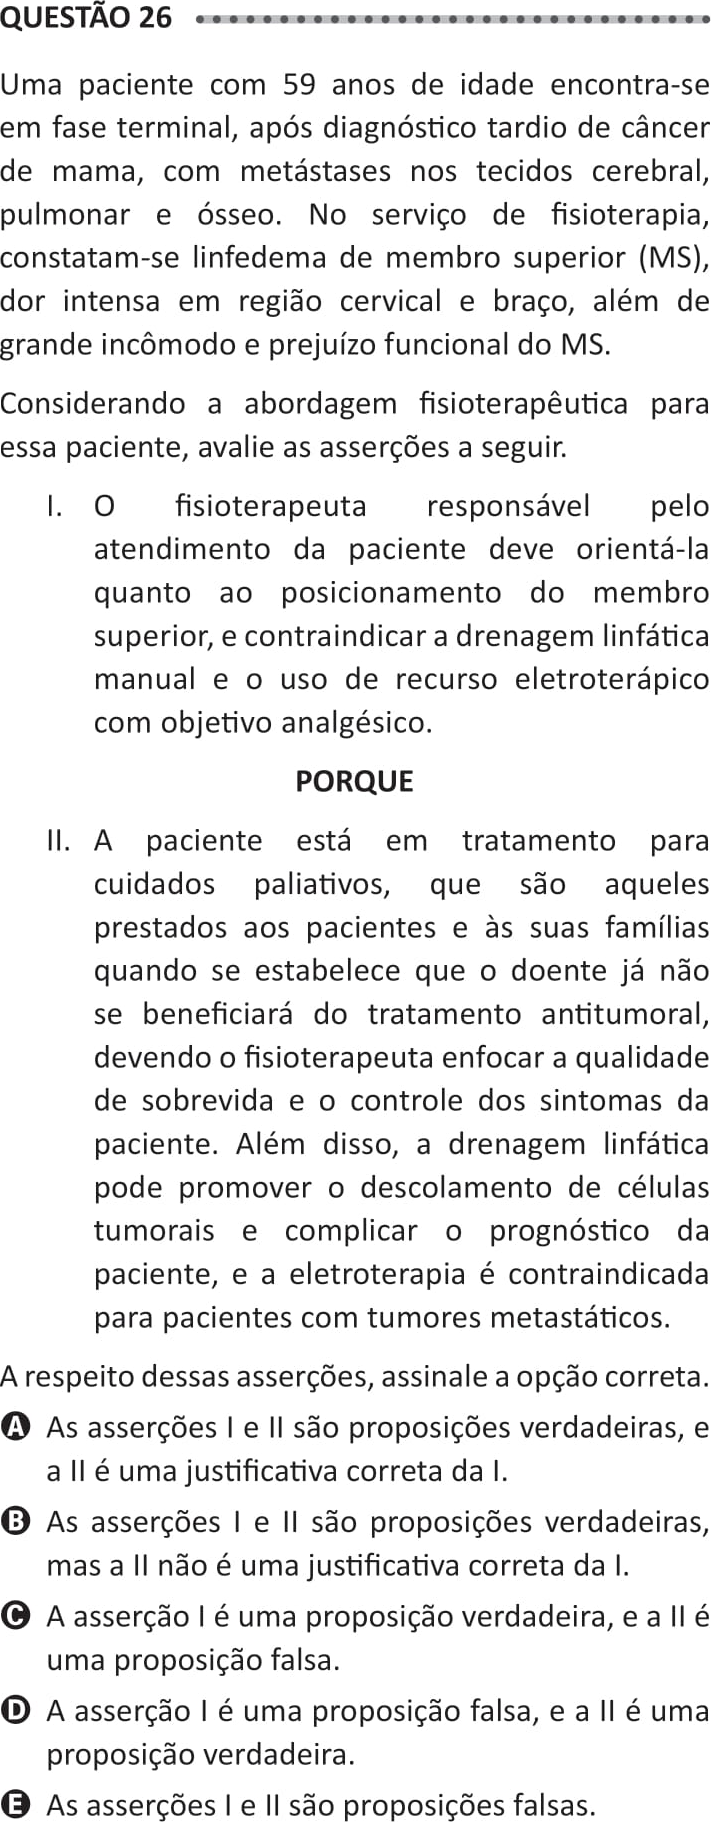 QUESTÃO 26
Uma paciente com 59 anos de idade encontra-se
em fase terminal, após diagnóstico tardio de câncer
de mama, com metástases nos tecidos cerebral,
pulmonar e ósseo. No serviço de fisioterapia,
constatam-se linfedema de membro superior (MS),
dor intensa em região cervical e braço, além de
grande incômodo e prejuízo funcional do MS.
Considerando a abordagem fisioterapêutica para
essa paciente, avalie as asserções a seguir.
I. O fisioterapeuta responsável pelo
atendimento da paciente deve orientá-la
quanto ao posicionamento do membro
superior, e contraindicar a drenagem linfática
manual e o uso de recurso eletroterápico
com objetivo analgésico.
PORQUE
II. A paciente está em tratamento para
cuidados paliativos, que são aqueles
prestados aos pacientes e às suas famílias
quando se estabelece que o doente já não
se beneficiará do tratamento antitumoral,
devendo o fisioterapeuta enfocar a qualidade
de sobrevida e o controle dos sintomas da
paciente. Além disso, a drenagem linfática
pode promover o descolamento de células
tumorais e complicar o prognóstico da
paciente, e a eletroterapia é contraindicada
para pacientes com tumores metastáticos.
A respeito dessas asserções, assinale a opção correta.
A As asserções I e II são proposições verdadeiras, e
a II é uma justificativa correta da I.
B As asserções I e II são proposições verdadeiras,
mas a II não é uma justificativa correta da I.
C A asserção I é uma proposição verdadeira, e a II é
uma proposição falsa.
D A asserção I é uma proposição falsa, e a II é uma
proposição verdadeira.
E As asserções I e II são proposições falsas.